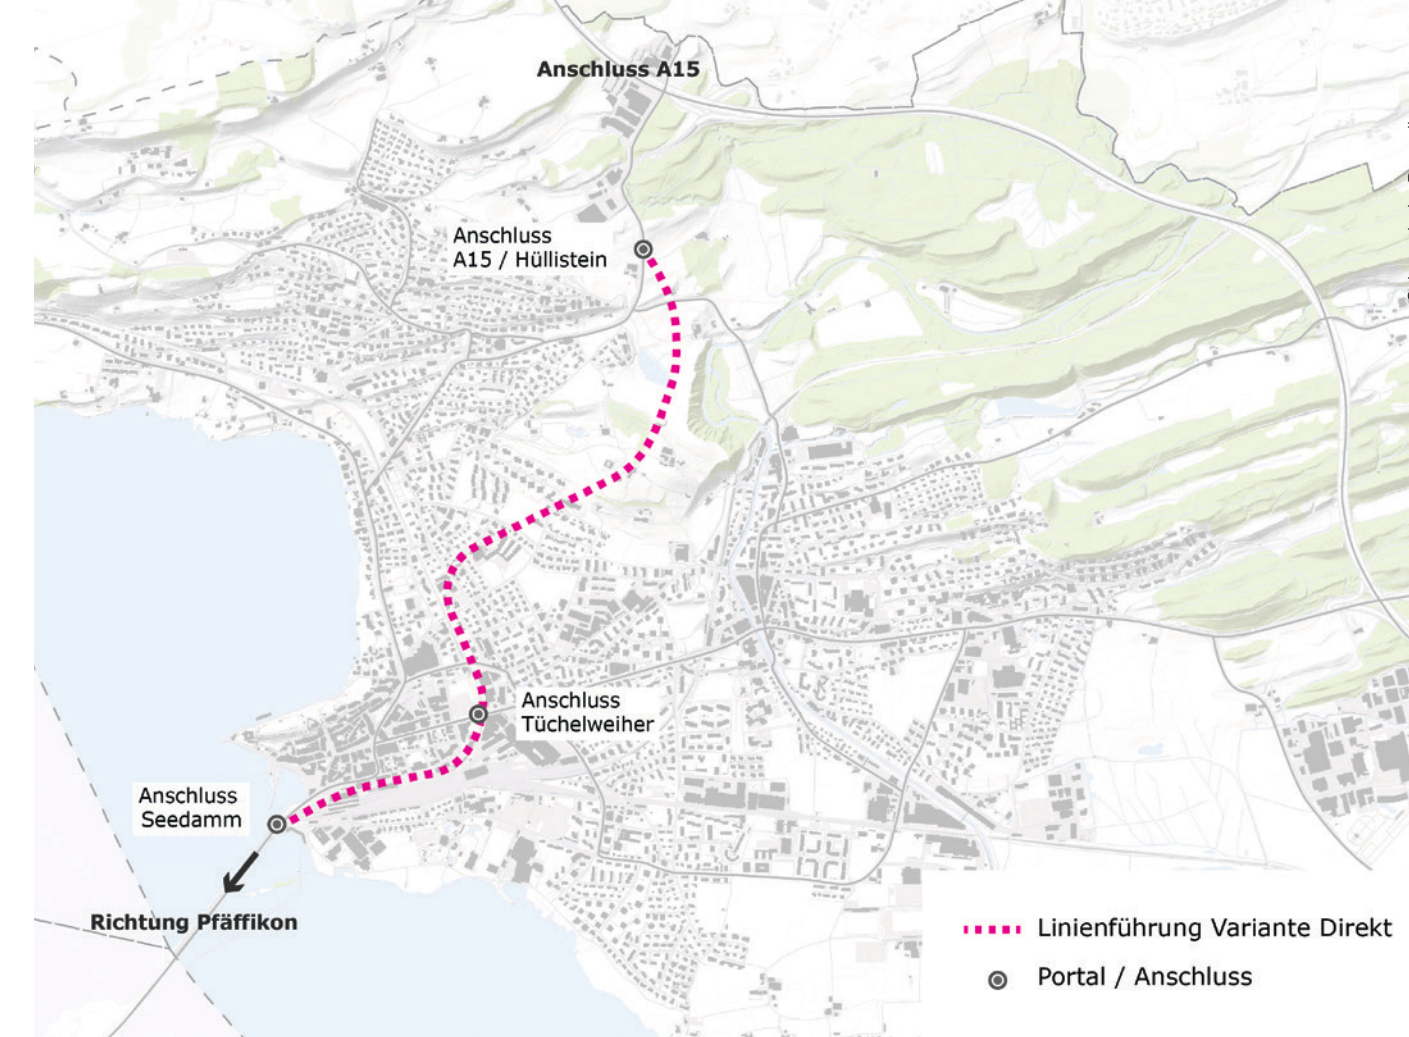 Anschluss A15
Anschluss
A15 / Hüllistein
Anschluss
Tüchelweiher
Anschluss
Seedamm
Richtung Pfäffikon
Linienführung Variante Direkt
Portal / Anschluss